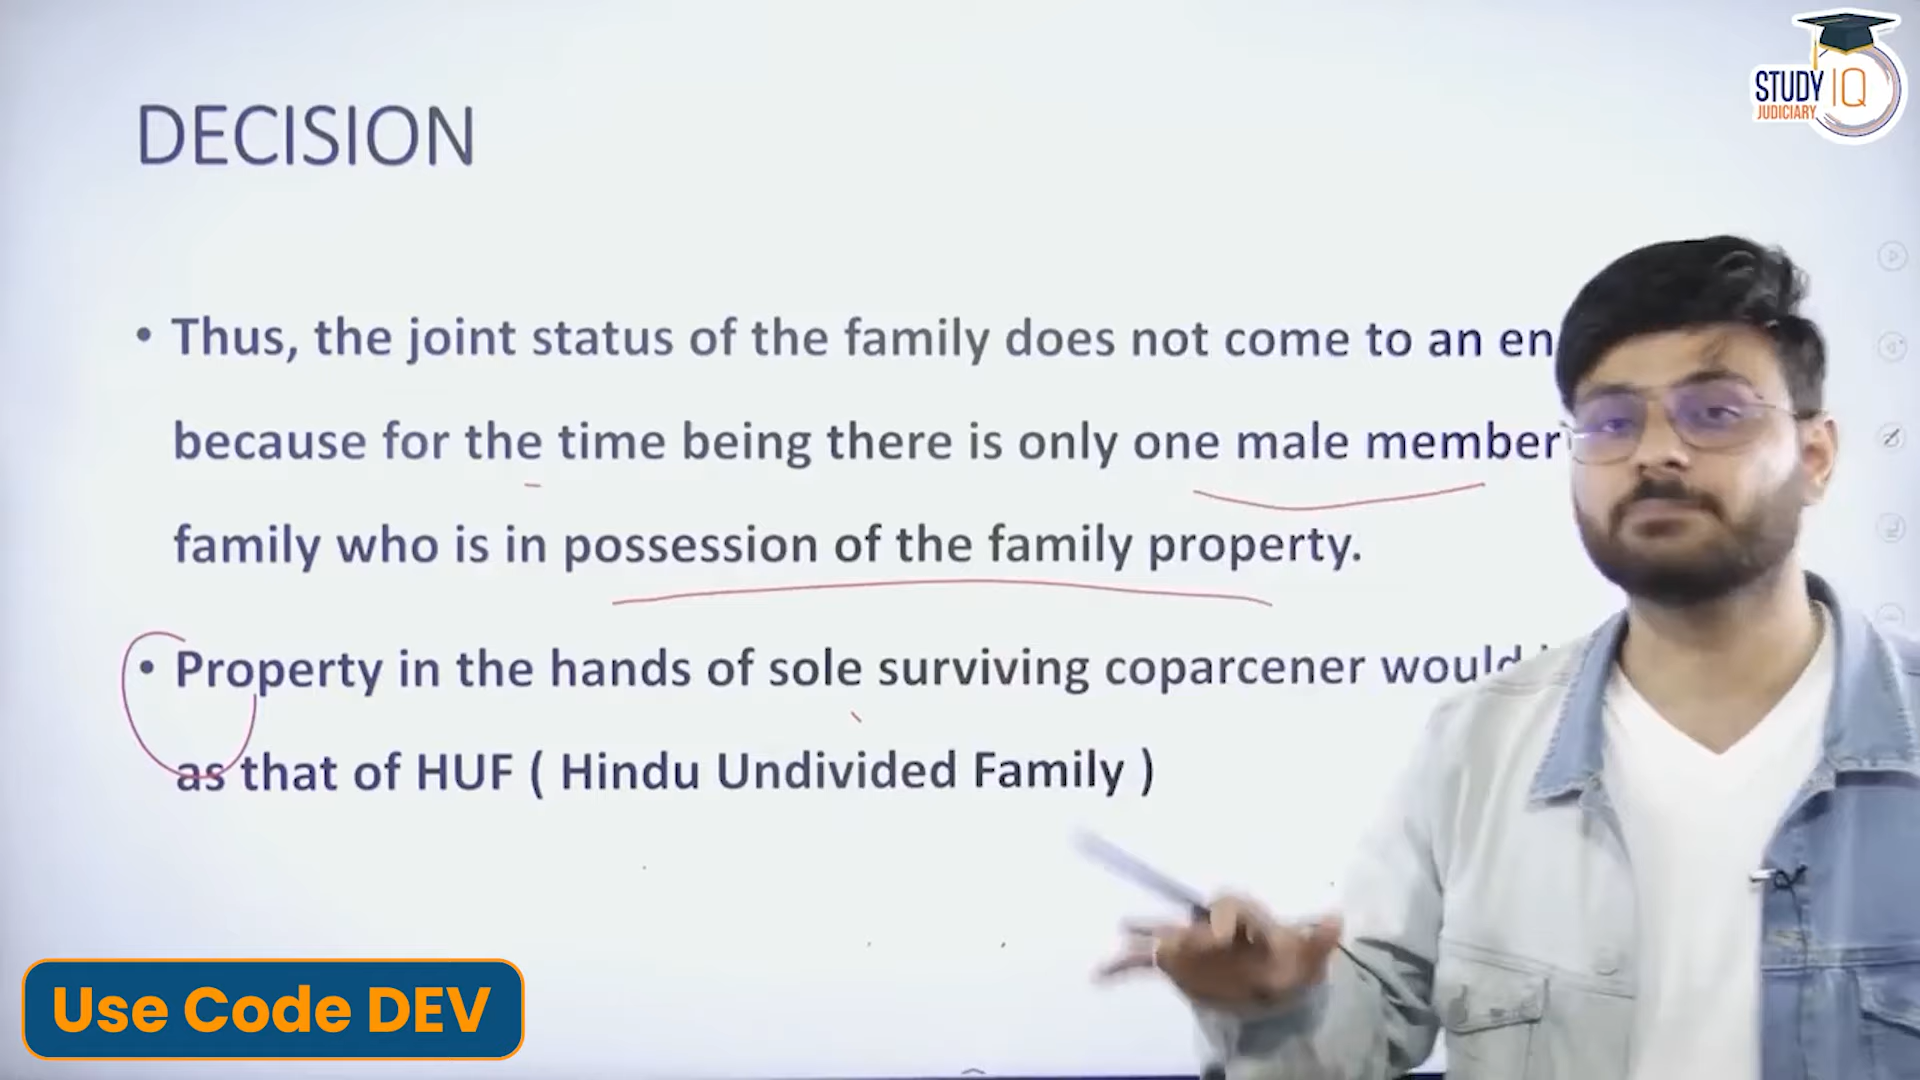 STUDY IQ
JUDICIARY
DECISION
• Thus, the joint status of the family does not come to an
because for the time being there is only one male member
family who is in possession of the family property.
• Property in the hands of sole surviving coparcener would
as that of HUF ( Hindu Undivided Family )
Use Code DEV